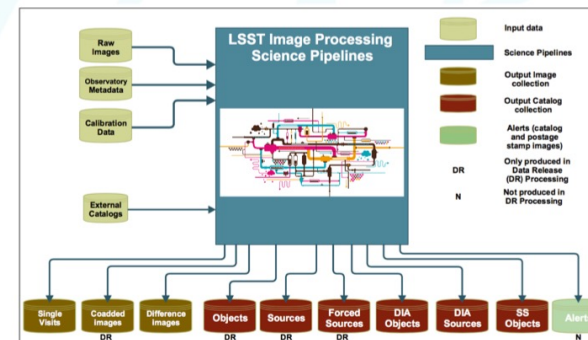 LSST Image Processing
Science Pipelines
Raw
Images
Observatory
Metadata
Calibration
Data
External
Catalogs
Input data
Science Pipelines
Output Image
collection
Output Catalog
collection
Alerts (catalog
and postage
stamp images)
DR
Only produced in
Data Release
(DR) Processing
N
Not produced in
DR Processing
Single
Visits
Coadded
Images
DR
Difference
Images
Objects
DR
Sources
DR
Forced
Sources
DR
DIA
Objects
DIA
Sources
SS
Objects
Alerts
N